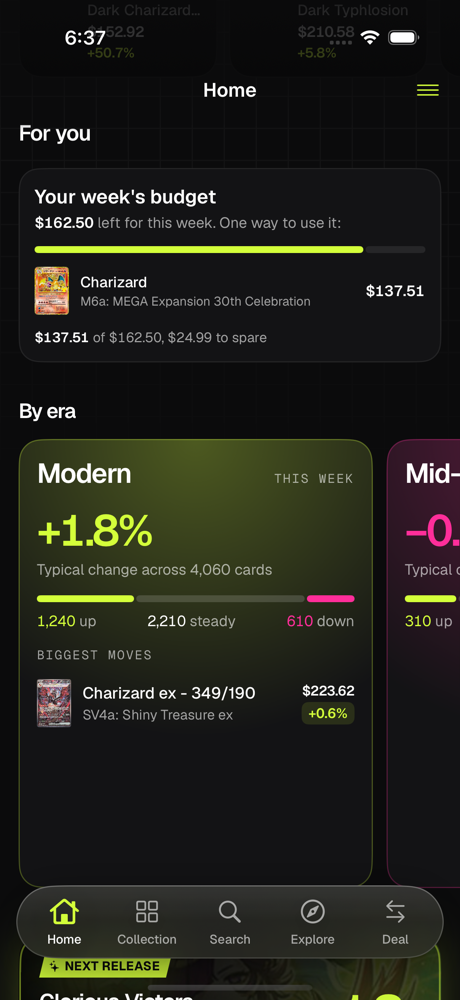 Dark Charizard...
Dark Typhlosion
6:37
$152.92
$210.58
+50.7%
+5.8%
Home
For you
Your week's budget
$162.50 left for this week. One way to use it:
Charizard
M6a: MEGA Expansion 30th Celebration
$137.51
$137.51 of $162.50, $24.99 to spare
By era
Modern
THIS WEEK
+1.8%
Typical change across 4,060 cards
1,240 up
2,210 steady
610 down
BIGGEST MOVES
Charizard ex - 349/190
SV4a: Shiny Treasure ex
$223.62
+0.6%
Mid-
-0.
Typical
310 up
Home
Collection
Search
Explore
Deal
NEXT RELEASE